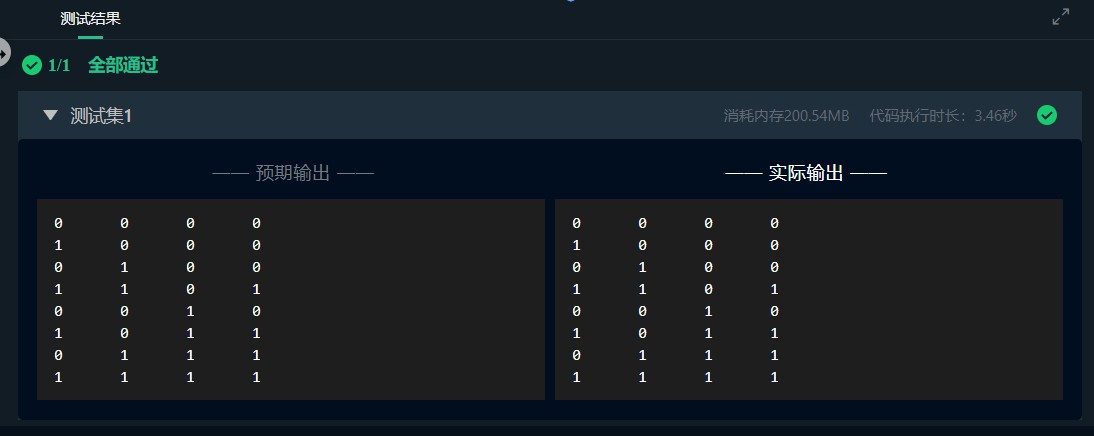 测试结果
1/1 全部通过
测试集1 消耗内存200.54MB 代码执行时长：3.46秒
—— 预期输出 —— —— 实际输出 ——
0 0 0 0 0 0 0 0
1 0 0 0 1 0 0 0
0 1 0 0 0 1 0 0
1 1 0 1 1 1 0 1
0 0 1 0 0 0 1 0
1 0 1 1 1 0 1 1
0 1 1 1 0 1 1 1
1 1 1 1 1 1 1 1